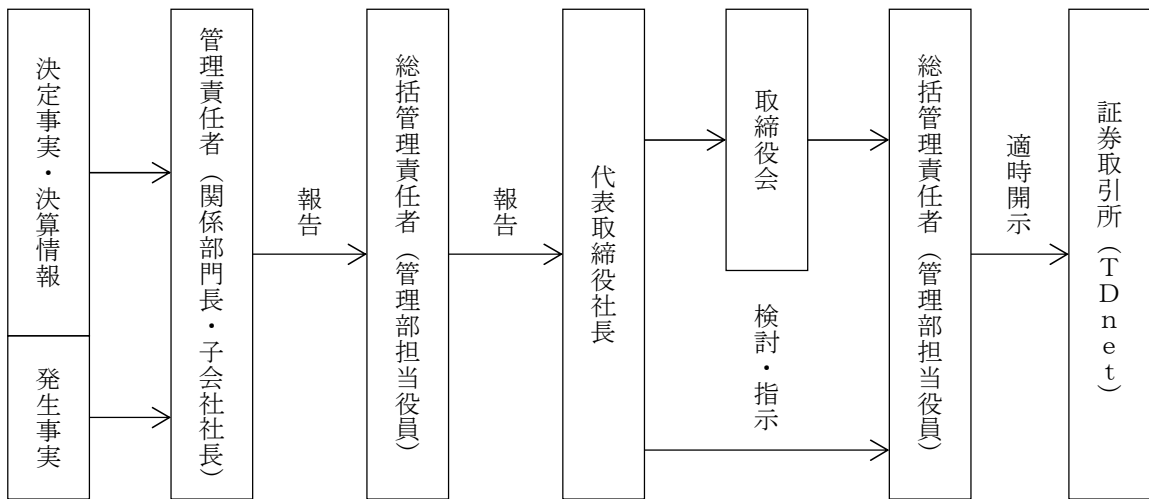 決定事実・決算情報
発生事実
管理責任者（関係部門長・子会社社長）
報告
総括管理責任者（管理部担当役員）
報告
代表取締役社長
取締役会
検討・指示
総括管理責任者（管理部担当役員）
適時開示
証券取引所（TDnet）